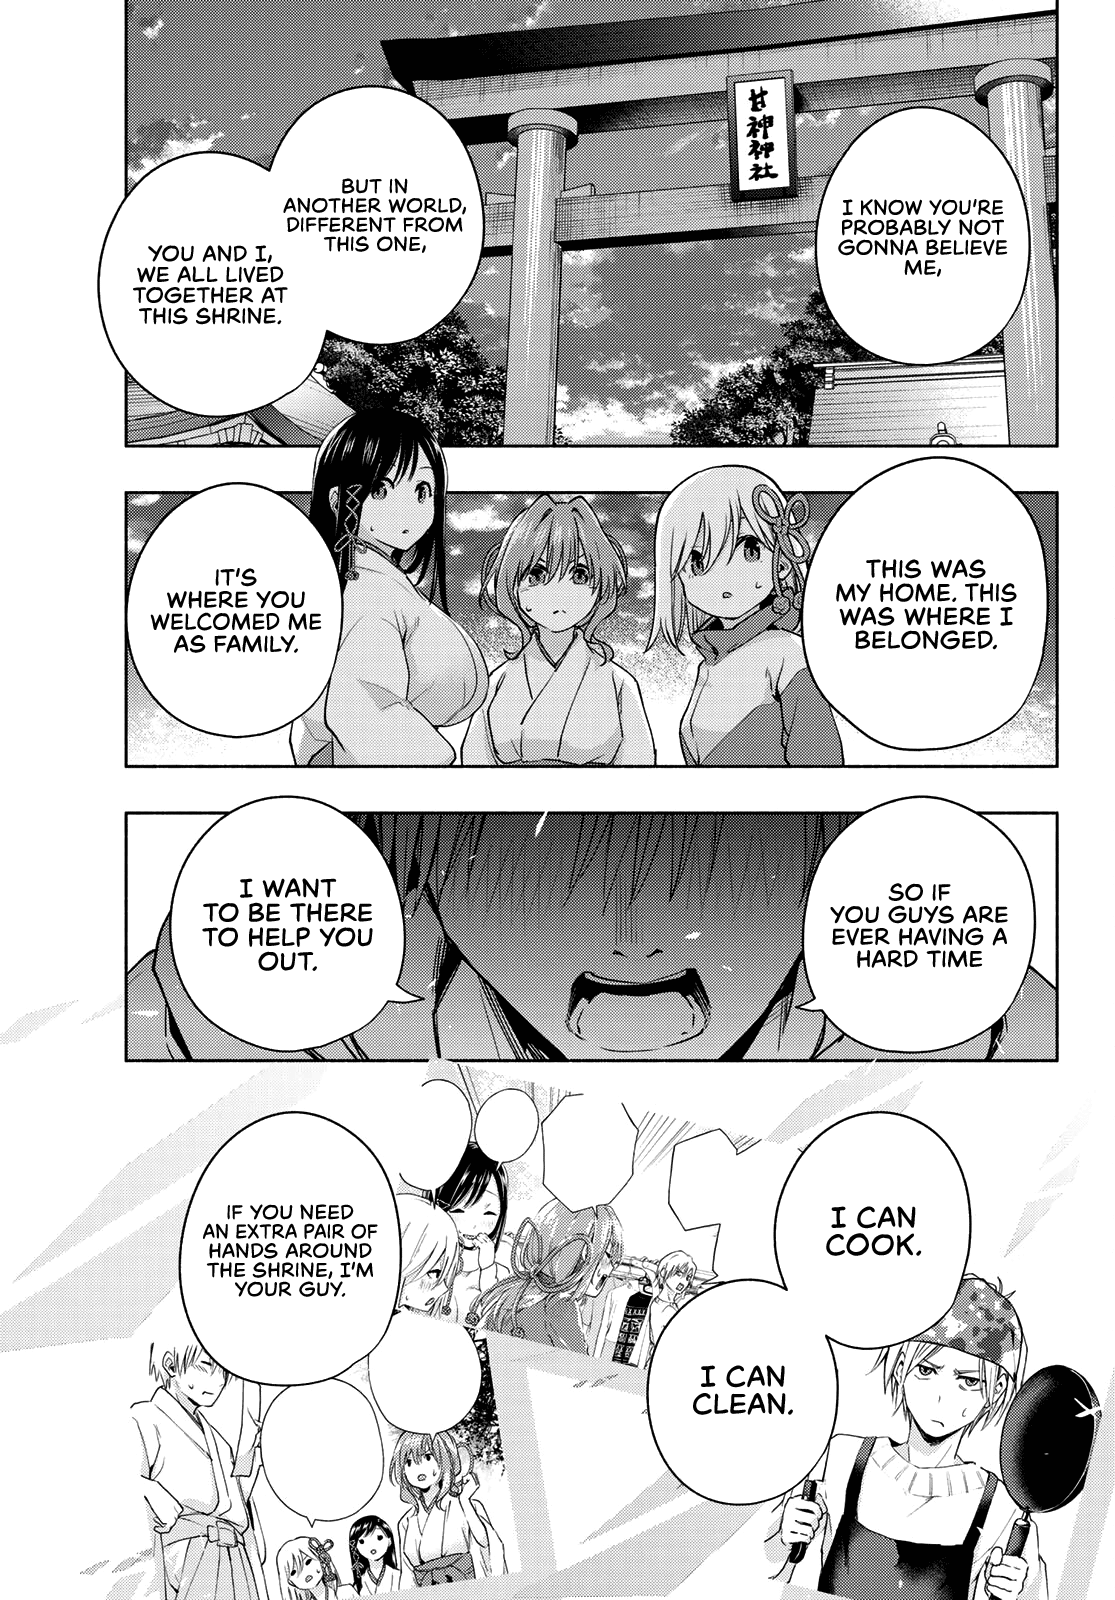 甘神神社
I KNOW YOU'RE
PROBABLY NOT
GONNA BELIEVE
ME,
BUT IN
ANOTHER WORLD,
DIFFERENT FROM
THIS ONE,
YOU AND I,
WE ALL LIVED
TOGETHER AT
THIS SHRINE.
THIS WAS
MY HOME. THIS
WAS WHERE I
BELONGED.
IT'S
WHERE YOU
WELCOMED ME
AS FAMILY.
SO IF
YOU GUYS ARE
EVER HAVING A
HARD TIME
I WANT
TO BE THERE
TO HELP YOU
OUT.
I CAN
COOK.
I CAN
CLEAN.
IF YOU NEED
AN EXTRA PAIR OF
HANDS AROUND
THE SHRINE, I'M
YOUR GUY.